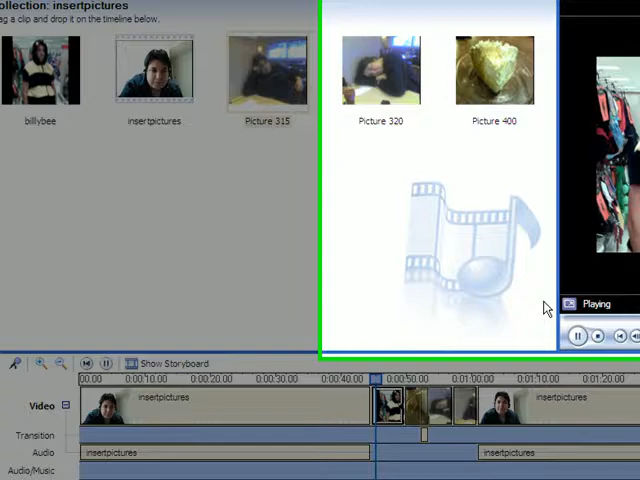 ollection: insertpictures
ag a clip and drop it on the timeline below.
billybee
insertpictures
Picture 315
Picture 320
Picture 400
Playing
Show Storyboard
00.00
0:00:10.00
0:00:20.00
0:00:30.00
0:00:40.00
0:00:50.00
0:01:00.00
0:01:10.00
0:01:20.00
Video
insertpictures
insertpictures
Transition
Audio
insertpictures
insertpictures
Audio/Music